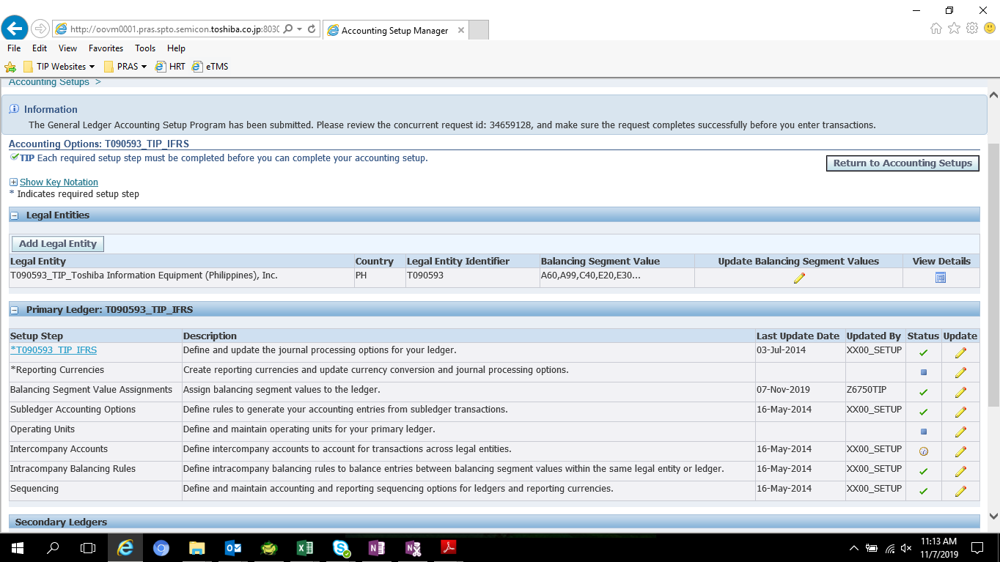 http://oovm0001.pras.spto.semicon.toshiba.co.jp:8030
Accounting Setup Manager
File Edit View Favorites Tools Help
TIP Websites PRAS HRT eTMS
Accounting Setups >
Information
The General Ledger Accounting Setup Program has been submitted. Please review the concurrent request id: 34659128, and make sure the request completes successfully before you enter transactions.
Accounting Options: T090593_TIP_IFRS
TIP Each required setup step must be completed before you can complete your accounting setup.
Return to Accounting Setups
Show Key Notation
* Indicates required setup step
Legal Entities
Add Legal Entity
Legal Entity Country Legal Entity Identifier Balancing Segment Value Update Balancing Segment Values View Details
T090593_TIP_Toshiba Information Equipment (Philippines), Inc. PH T090593 A60,A99,C40,E20,E30...
Primary Ledger: T090593_TIP_IFRS
Setup Step Description Last Update Date Updated By Status Update
*T090593_TIP_IFRS Define and update the journal processing options for your ledger. 03-Jul-2014 XX00_SETUP
*Reporting Currencies Create reporting currencies and update currency conversion and journal processing options.
Balancing Segment Value Assignments Assign balancing segment values to the ledger. 07-Nov-2019 Z6750TIP
Subledger Accounting Options Define rules to generate your accounting entries from subledger transactions. 16-May-2014 XX00_SETUP
Operating Units Define and maintain operating units for your primary ledger.
Intercompany Accounts Define intercompany accounts to account for transactions across legal entities. 16-May-2014 XX00_SETUP
Intracompany Balancing Rules Define intracompany balancing rules to balance entries between balancing segment values within the same legal entity or ledger. 16-May-2014 XX00_SETUP
Sequencing Define and maintain accounting and reporting sequencing options for ledgers and reporting currencies. 16-May-2014 XX00_SETUP
Secondary Ledgers
11:13 AM
11/7/2019